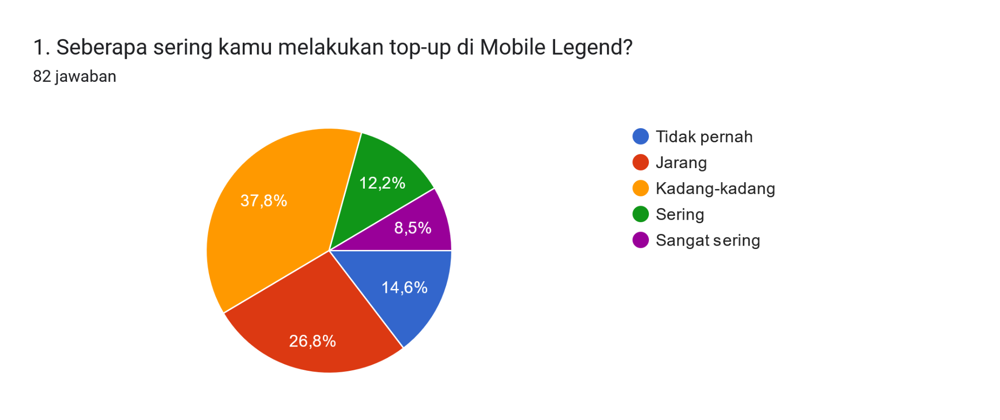 1. Seberapa sering kamu melakukan top-up di Mobile Legend?
82 jawaban
12,2%
37,8%
8,5%
14,6%
26,8%
Tidak pernah
Jarang
Kadang-kadang
Sering
Sangat sering